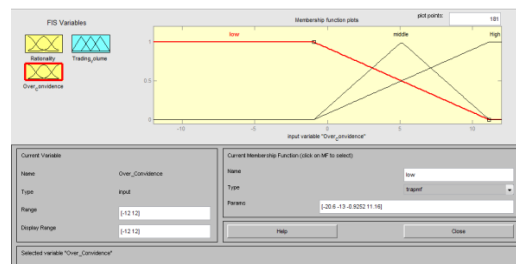 FIS Variables
Membership function plots
plot points:
181
Rationality
Trading_olume
Over_onvidence
low
middle
High
1
0.5
0
-10
-5
0
5
10
input variable "Over_onvidence"
Current Variable
Name
Over_Convidence
Type
input
Range
[-12 12]
Display Range
[-12 12]
Current Membership Function (click on MF to select)
Name
low
Type
trapmf
Params
[-20.6 -13 -0.9252 11.16]
Help
Close
Selected variable "Over_Convidence"